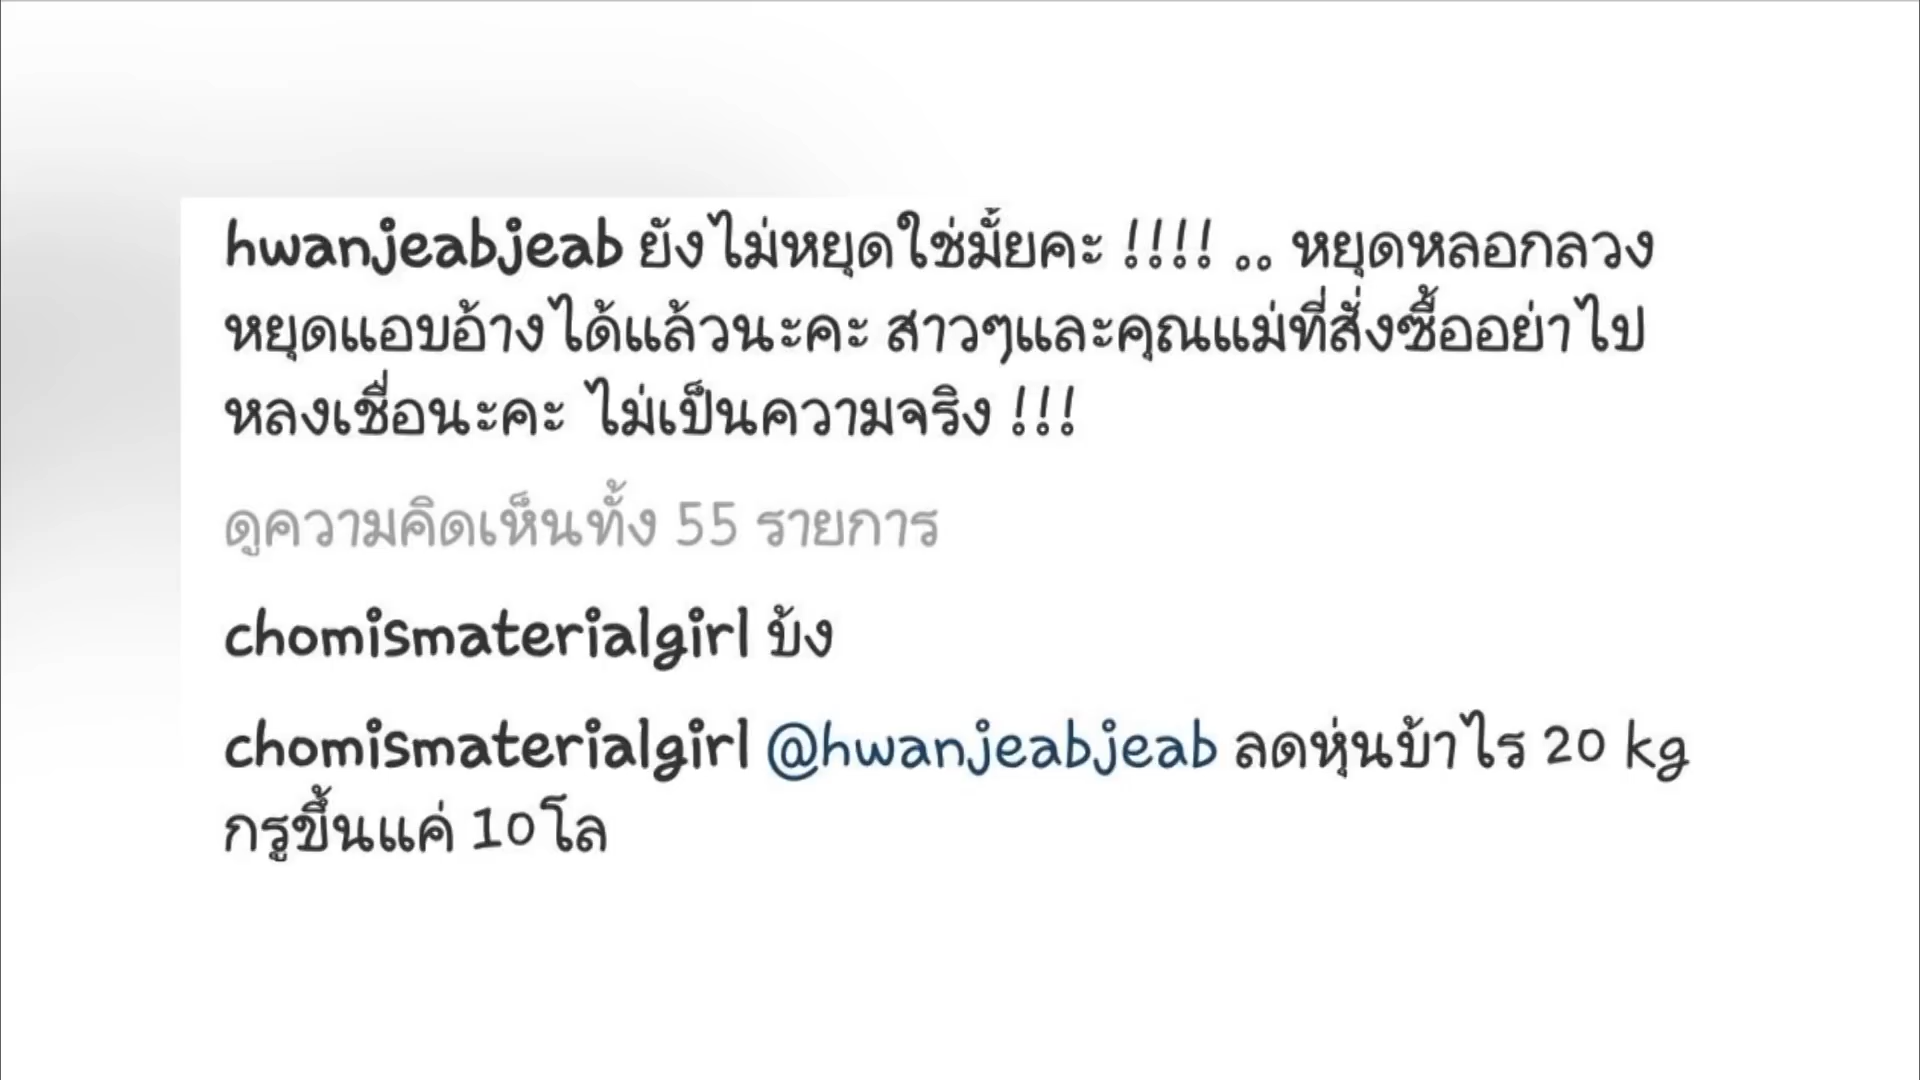 hwanjeabjeab ยังไม่หยุดใช่มั้ยคะ !!!! .. หยุดหลอกลวง
หยุดแอบอ้างได้แล้วนะคะ สาวๆและคุณแม่ที่สั่งซื้ออย่าไป
หลงเชื่อนะคะ ไม่เป็นความจริง !!!
ดูความคิดเห็นทั้ง 55 รายการ
chomismaterialgirl บ้ง
chomismaterialgirl @hwanjeabjeab ลดหุ่นบ้าไร 20 kg
กรูขึ้นแค่ 10โล